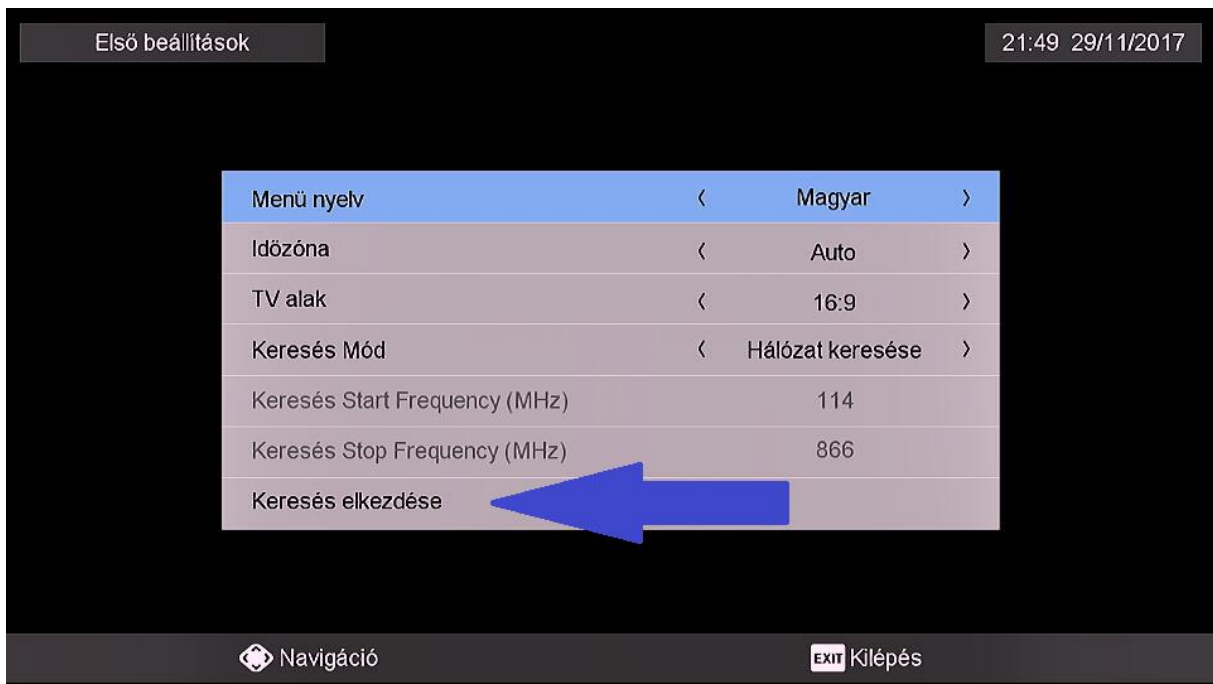 Első beállítások
21:49 29/11/2017
Menü nyelv Magyar
Időzóna Auto
TV alak 16:9
Keresés Mód Hálózat keresése
Keresés Start Frequency (MHz) 114
Keresés Stop Frequency (MHz) 866
Keresés elkezdése
Navigáció
EXIT Kilépés